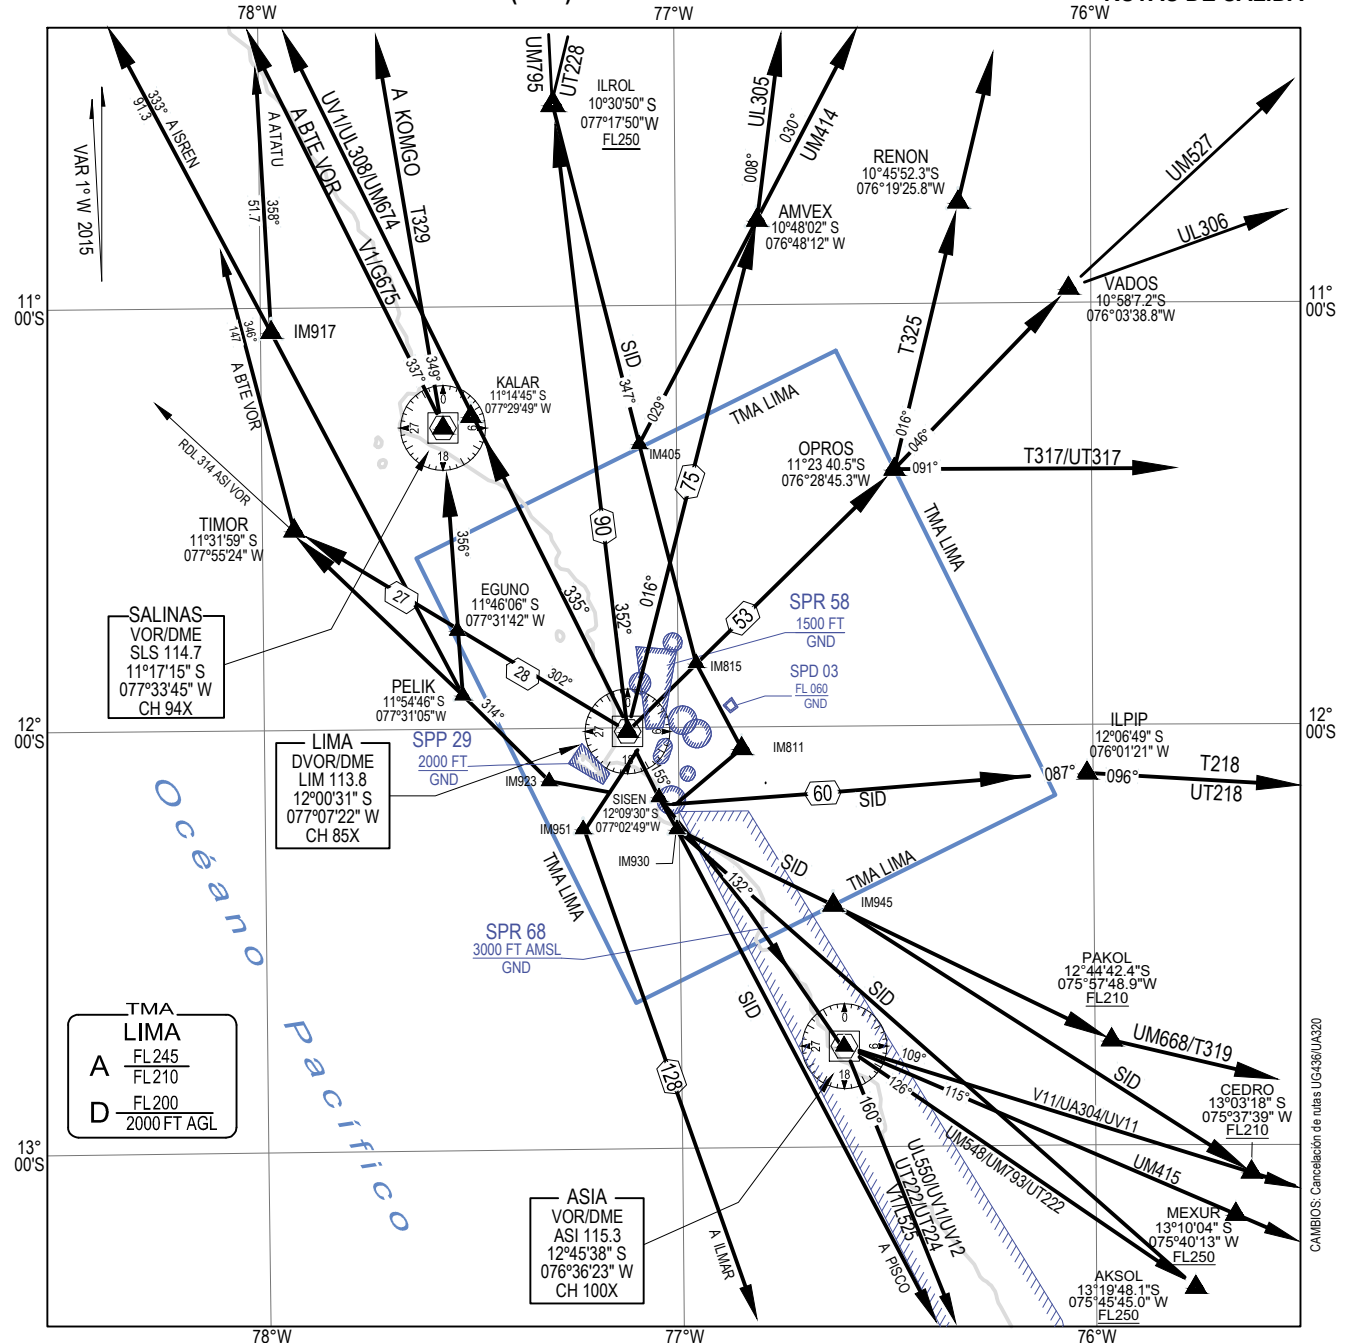 78°W
77°W
76°W
333° A ISREN
91.3
A ATATU
358°
51.7
A BTE VOR
UV1/UL308/UM674
A KOMGO
T329
V1/G675
VAR 1° W 2015
UM795
UT228
ILROL
10°30'50" S
077°17'50"W
FL250
UL305
008°
030°
UM414
AMVEX
10°48'02" S
076°48'12" W
RENON
10°45'52.3"S
076°19'25.8"W
UM527
UL306
VADOS
10°58'7.2"S
076°03'38.8"W
11°
00'S
11°
00'S
IM917
346°
147
A BTE VOR
337°
349°
KALAR
11°14'45" S
077°29'49" W
SID
347°
029°
IM405
TMA LIMA
T325
016°
046°
OPROS
11°23 40.5"S
076°28'45.3"W
091°
T317/UT317
TMA LIMA
RDL 314 ASI VOR
TIMOR
11°31'59" S
077°55'24" W
356°
90
75
27
EGUNO
11°46'06" S
077°31'42" W
335°
352°
016°
53
SPR 58
1500 FT
GND
SALINAS
VOR/DME
SLS 114.7
11°17'15" S
077°33'45" W
CH 94X
28
302°
IM815
SPD 03
FL 060
GND
PELIK
11°54'46" S
077°31'05"W
314°
12°
00'S
12°
00'S
LIMA
DVOR/DME
LIM 113.8
12°00'31" S
077°07'22" W
CH 85X
SPP 29
2000 FT
GND
IM811
ILPIP
12°06'49" S
076°01'21" W
IM923
155°
SISEN
12°09'30" S
077°02'49"W
60
SID
087°
096°
T218
UT218
IM951
IM930
TMA LIMA
132°
SID
TMA LIMA
IM945
SPR 68
3000 FT AMSL
GND
Océano
Pacífico
SID
SID
PAKOL
12°44'42.4"S
075°57'48.9"W
FL210
UM668/T319
TMA
LIMA
A FL245
FL210
D FL200
2000 FT AGL
128
109°
126°
115°
160°
SID
V11/UA304/UV11
UM548/UM793/UT222
UM415
CEDRO
13°03'18" S
075°37'39" W
FL210
13°
00'S
13°
00'S
UL550/UV1/UV12
UT222/UT224
V1/L525
A PISCO
A ILMAR
ASIA
VOR/DME
ASI 115.3
12°45'38" S
076°36'23" W
CH 100X
MEXUR
13°10'04" S
075°40'13" W
FL250
AKSOL
13°19'48.1"S
075°45'45.0" W
FL250
CAMBIOS: Cancelación de rutas UG436/UA320
78°W
77°W
76°W